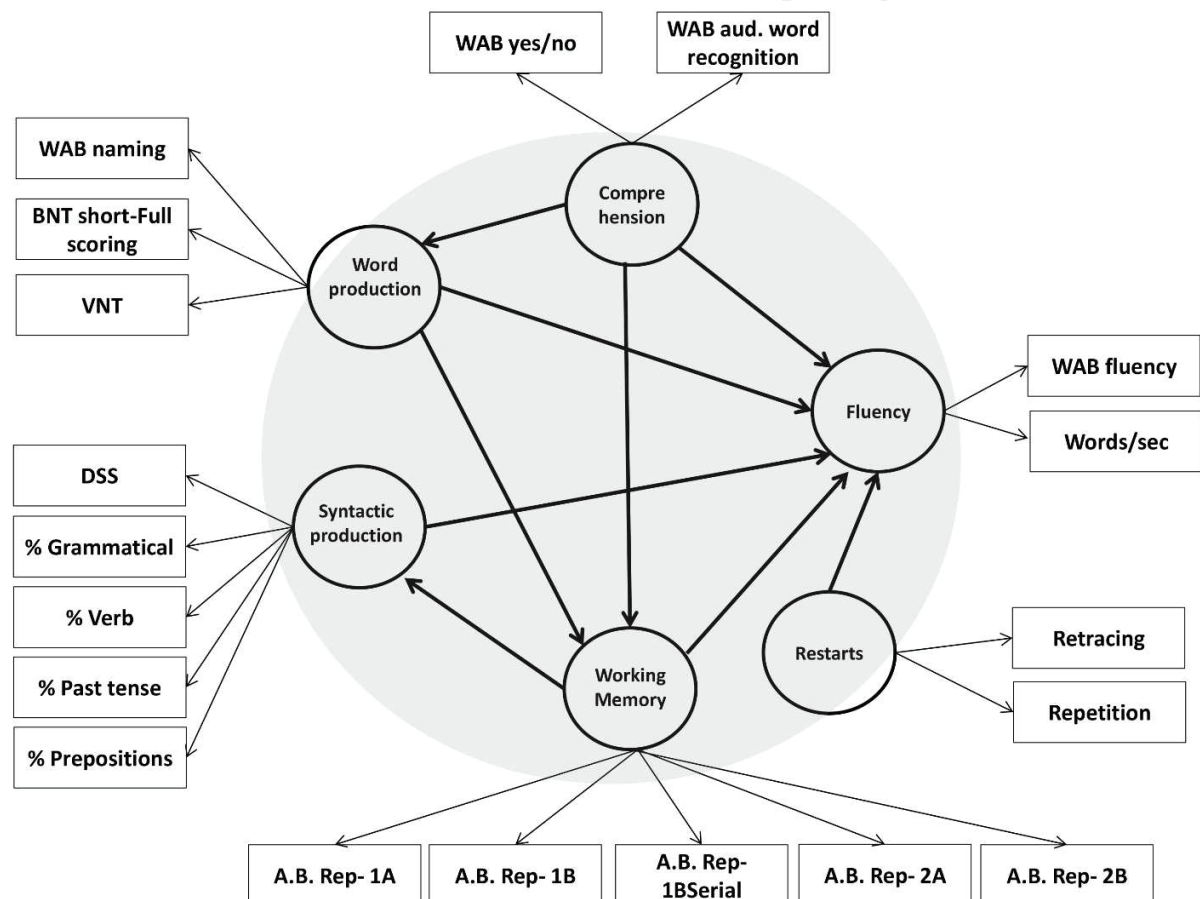 WAB yes/no
WAB aud. word
recognition
WAB naming
BNT short-Full
scoring
VNT
Compre
hension
Word
production
Fluency
WAB fluency
Words/sec
DSS
% Grammatical
% Verb
% Past tense
% Prepositions
Syntactic
production
Working
Memory
Restarts
Retracing
Repetition
A.B. Rep- 1A
A.B. Rep- 1B
A.B. Rep-
1BSerial
A.B. Rep- 2A
A.B. Rep- 2B